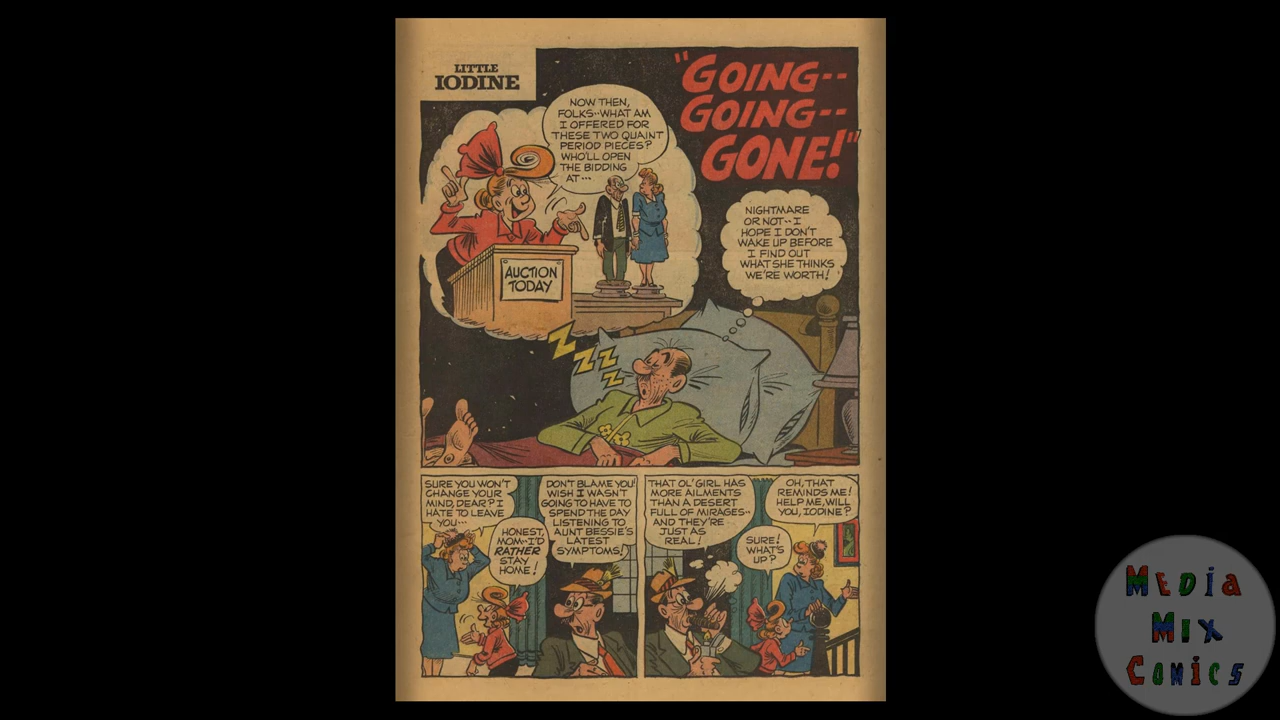 LITTLE
IODINE
"GOING--
GOING--
GONE!"
NOW THEN,
FOLKS--WHAT AM
I OFFERED FOR
THESE TWO QUAINT
PERIOD PIECES?
WHO'LL OPEN
THE BIDDING
AT---
AUCTION
TODAY
NIGHTMARE
OR NOT--I
HOPE I DON'T
WAKE UP BEFORE
I FIND OUT
WHAT SHE THINKS
WE'RE WORTH!
Z
Z
Z
Z
SURE YOU WON'T
CHANGE YOUR
MIND, DEAR? I
HATE TO LEAVE
YOU---
HONEST,
MOM--I'D
RATHER
STAY
HOME!
DON'T BLAME YOU!
WISH I WASN'T
GOING TO HAVE TO
SPEND THE DAY
LISTENING TO
AUNT BESSIE'S
LATEST
SYMPTOMS!
THAT OL' GIRL HAS
MORE AILMENTS
THAN A DESERT
FULL OF MIRAGES--
AND THEY'RE
JUST AS
REAL!
SURE!
WHAT'S
UP?
OH, THAT
REMINDS ME!
HELP ME, WILL
YOU, IODINE?
MEDIA
MIX
COMICS